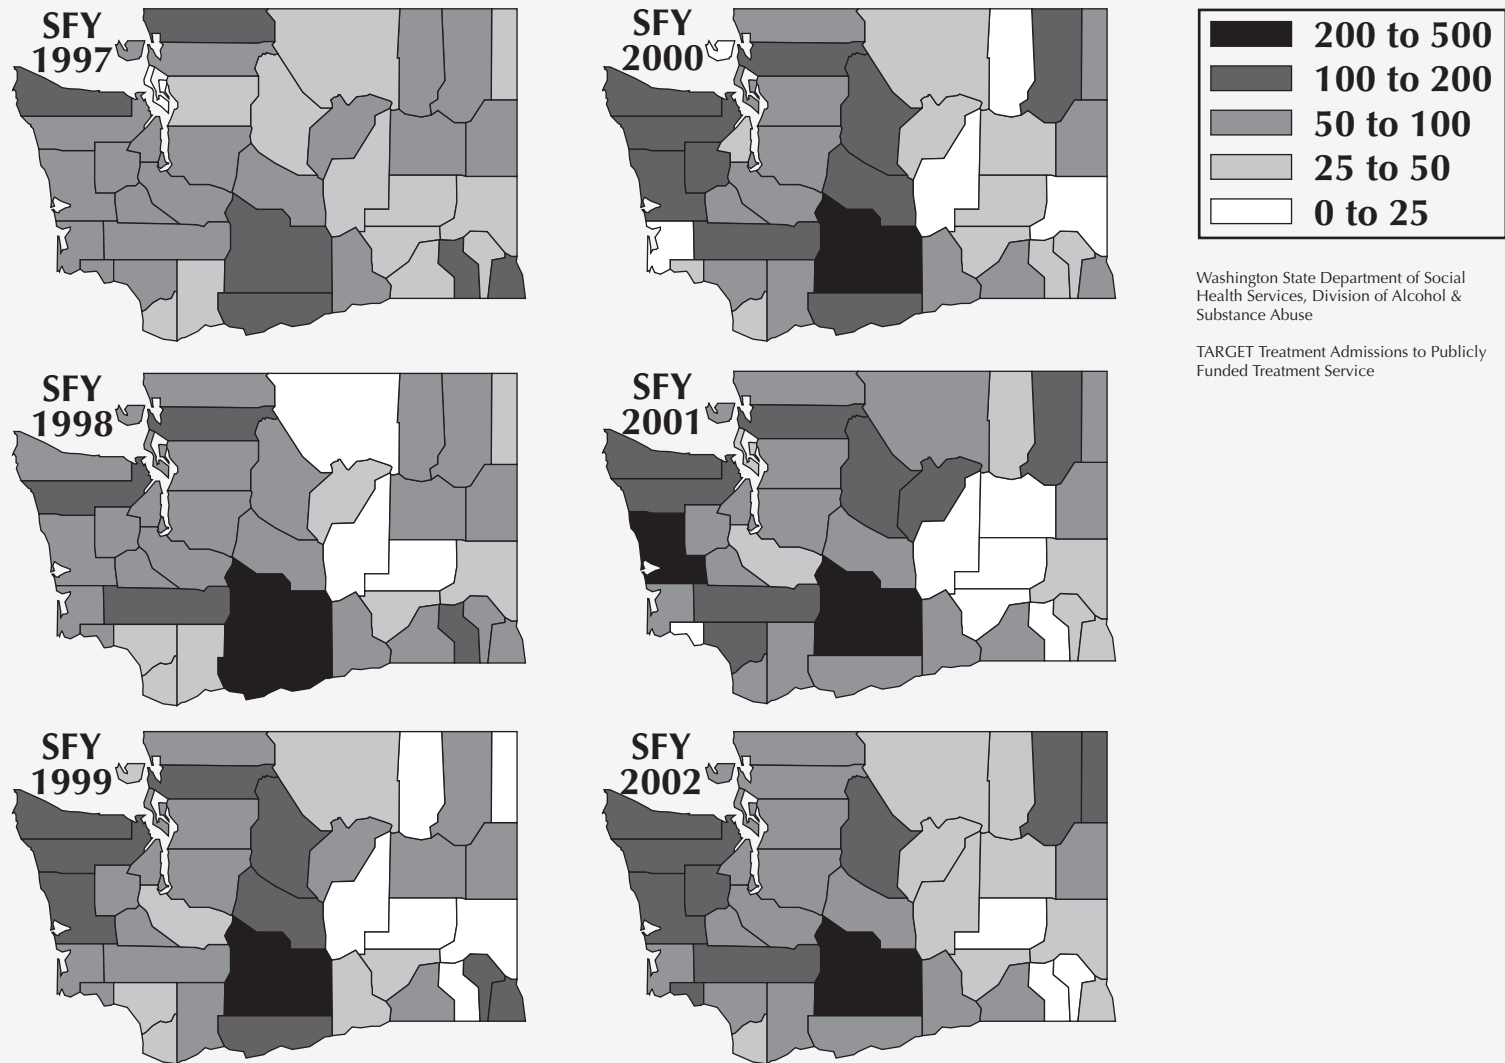 SFY
1997
SFY
2000
200 to 500
100 to 200
50 to 100
25 to 50
0 to 25
Washington State Department of Social
Health Services, Division of Alcohol &
Substance Abuse
TARGET Treatment Admissions to Publicly
Funded Treatment Service
SFY
1998
SFY
2001
SFY
1999
SFY
2002